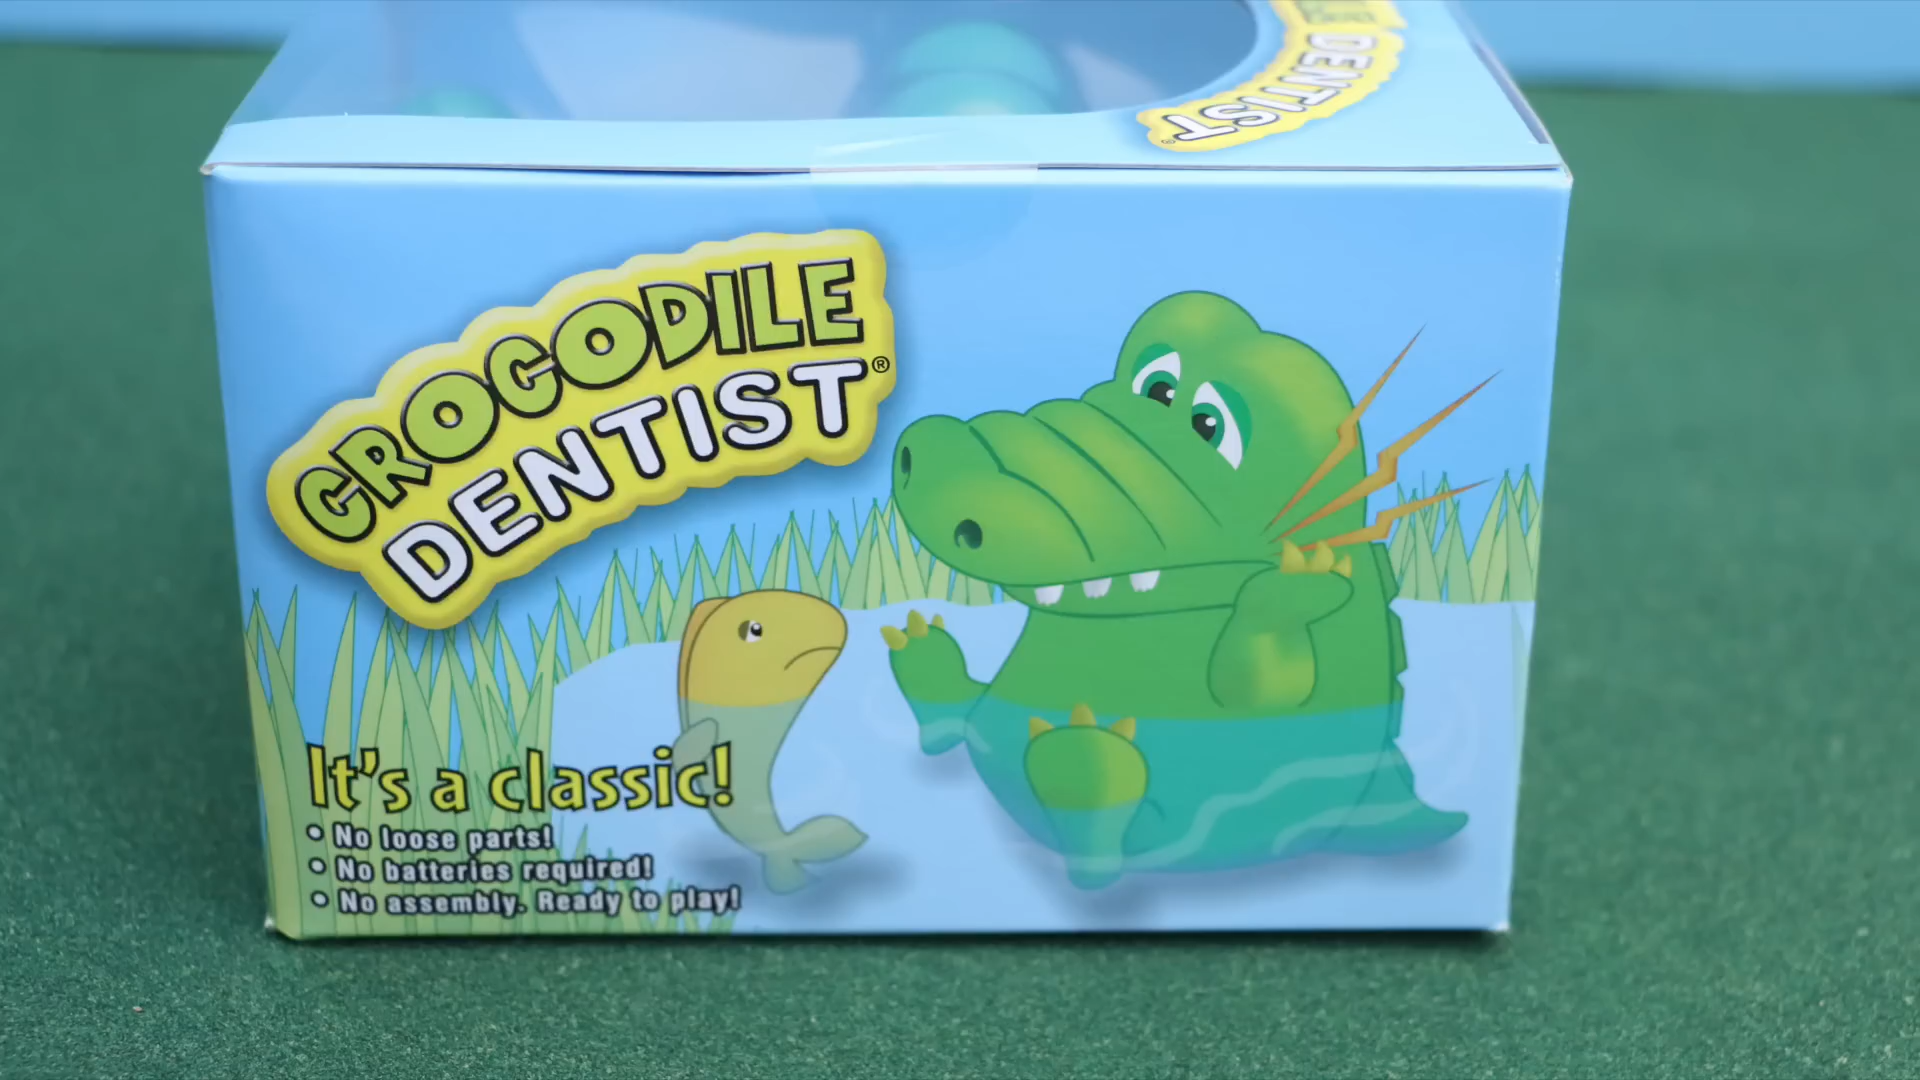 DENTIST
CROCODILE
DENTIST®
It's a classic!
• No loose parts!
• No batteries required!
• No assembly. Ready to play!